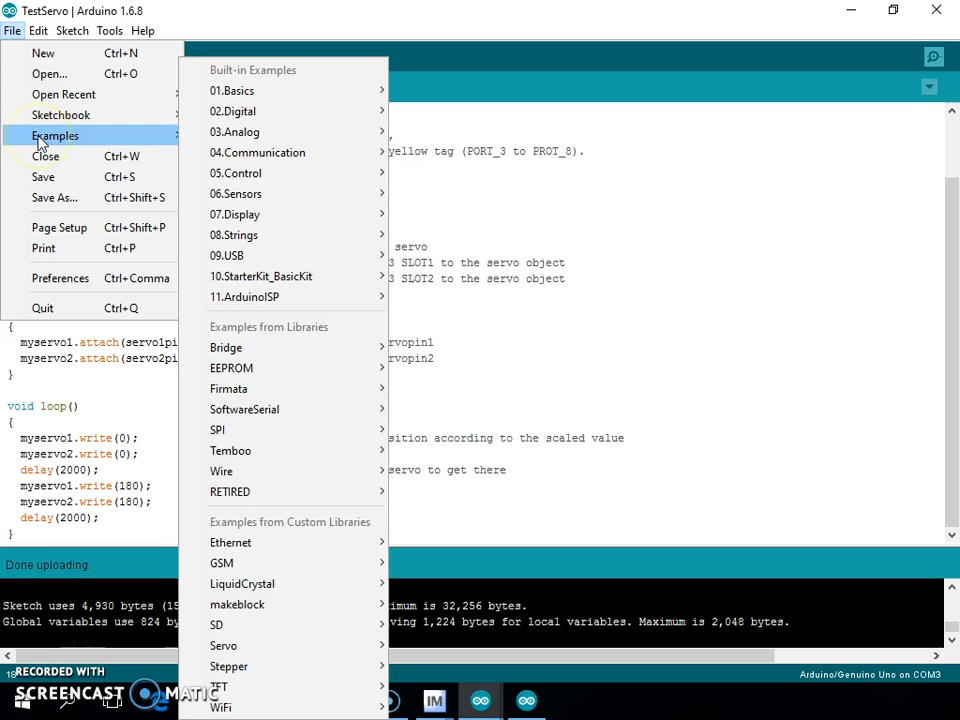 TestServo | Arduino 1.6.8
File Edit Sketch Tools Help
New Ctrl+N
Open... Ctrl+O
Open Recent
Sketchbook
Examples
Close Ctrl+W
Save Ctrl+S
Save As... Ctrl+Shift+S
Page Setup Ctrl+Shift+P
Print Ctrl+P
Preferences Ctrl+Comma
Quit Ctrl+Q
Built-in Examples
01.Basics
02.Digital
03.Analog
04.Communication
05.Control
06.Sensors
07.Display
08.Strings
09.USB
10.StarterKit_BasicKit
11.ArduinoISP
Examples from Libraries
Bridge
EEPROM
Firmata
SoftwareSerial
SPI
Temboo
Wire
RETIRED
Examples from Custom Libraries
Ethernet
GSM
LiquidCrystal
makeblock
SD
Servo
Stepper
TFT
WiFi
,
yellow tag (PORT_3 to PROT_8).
servo
3 SLOT1 to the servo object
3 SLOT2 to the servo object
{
myservo1.attach(servo1pi rvopin1
myservo2.attach(servo2pi rvopin2
}
void loop()
{
myservo1.write(0); sition according to the scaled value
myservo2.write(0);
delay(2000); servo to get there
myservo1.write(180);
myservo2.write(180);
delay(2000);
}
Done uploading.
Sketch uses 4,930 bytes (15 imum is 32,256 bytes.
Global variables use 824 by ving 1,224 bytes for local variables. Maximum is 2,048 bytes.
18
Arduino/Genuino Uno on COM3
RECORDED WITH
SCREENCAST MATIC
IM